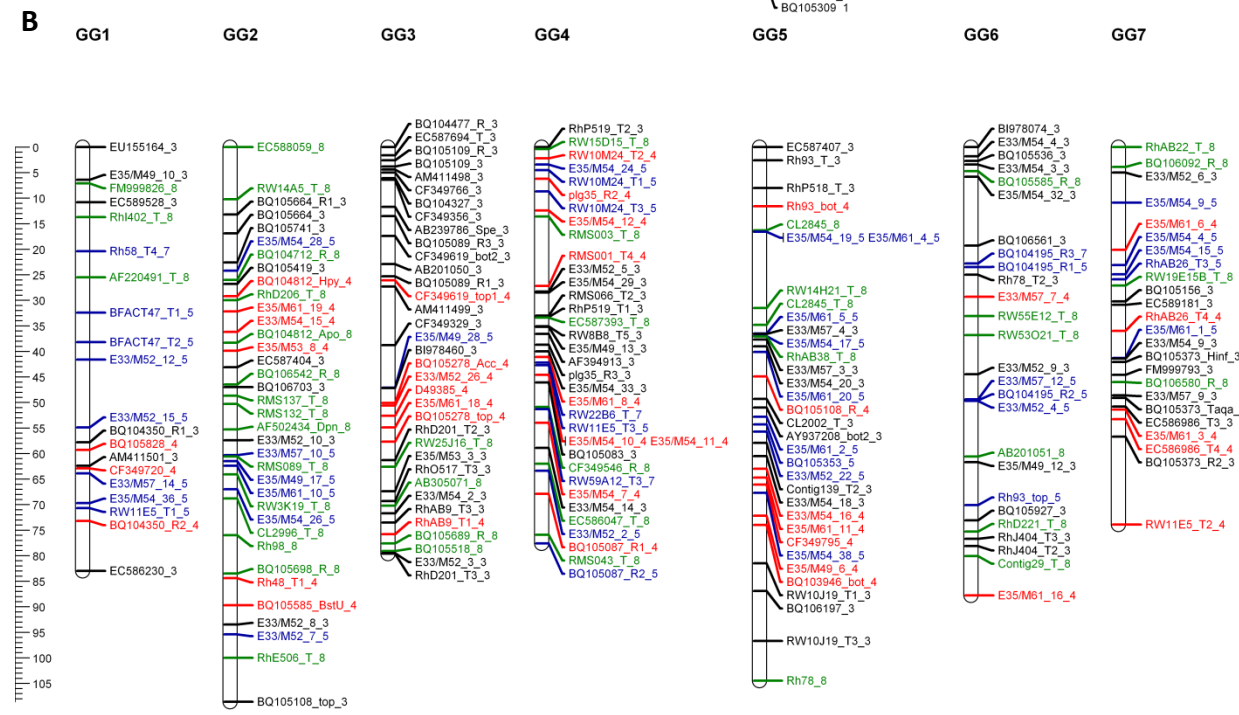 BQ105309_1
B
GG1
GG2
GG3
GG4
GG5
GG6
GG7
0
5
10
15
20
25
30
35
40
45
50
55
60
65
70
75
80
85
90
95
100
105
EU155164_3
E35/M49_10_3
FM999826_8
EC589528_3
RhI402_T_8
Rh58_T4_7
AF220491_T_8
BFACT47_T1_5
BFACT47_T2_5
E33/M52_12_5
E33/M52_15_5
BQ104350_R1_3
BQ105828_4
AM411501_3
CF349720_4
E33/M57_14_5
E35/M54_36_5
RW11E5_T1_5
BQ104350_R2_4
EC586230_3
EC588059_8
RW14A5_T_8
BQ105664_R1_3
BQ105664_3
BQ105741_3
E35/M54_28_5
BQ104712_R_8
BQ105419_3
BQ104812_Hpy_4
RhD206_T_8
E35/M61_19_4
E33/M54_15_4
BQ104812_Apo_8
E35/M53_8_4
EC587404_3
BQ106542_R_8
BQ106703_3
RMS137_T_8
RMS132_T_8
AF502434_Dpn_8
E33/M52_10_3
E33/M57_10_5
RMS089_T_8
E35/M49_17_5
E35/M61_10_5
RW3K19_T_8
E35/M54_26_5
CL2996_T_8
Rh98_8
BQ105698_R_8
Rh48_T1_4
BQ105585_BstU_4
E33/M52_8_3
E33/M52_7_5
RhE506_T_8
BQ105108_top_3
BQ104477_R_3
EC587694_T_3
BQ105109_R_3
BQ105109_3
AM411498_3
CF349766_3
BQ104327_3
CF349356_3
AB239786_Spe_3
BQ105089_R3_3
CF349619_bot2_3
AB201050_3
BQ105089_R1_3
CF349619_top1_4
AM411499_3
CF349329_3
E35/M49_28_5
BI978460_3
BQ105278_Acc_4
E33/M52_26_4
D49385_4
E35/M61_18_4
BQ105278_top_4
RhD201_T2_3
RW25J16_T_8
E35/M53_3_3
RhO517_T3_3
AB305071_8
E33/M54_2_3
RhAB9_T3_3
RhAB9_T1_4
BQ105689_R_8
BQ105518_8
E33/M52_3_3
RhD201_T3_3
RhP519_T2_3
RW15D15_T_8
RW10M24_T2_4
E35/M54_24_5
RW10M24_T1_5
plg35_R2_4
RW10M24_T3_5
E35/M54_12_4
RMS003_T_8
RMS001_T4_4
E33/M52_5_3
E35/M54_29_3
RMS066_T2_3
RhP519_T1_3
EC587393_T_8
RW8B8_T5_3
E35/M49_13_3
AF394913_3
plg35_R3_3
E35/M54_33_3
E35/M61_8_4
RW22B6_T_7
RW11E5_T3_5
E35/M54_10_4 E35/M54_11_4
BQ105083_3
CF349546_R_8
RW59A12_T3_7
E35/M54_7_4
E33/M54_14_3
EC586047_T_8
E33/M52_2_5
BQ105087_R1_4
RMS043_T_8
BQ105087_R2_5
EC587407_3
Rh93_T_3
RhP518_T_3
Rh93_bot_4
CL2845_8
E35/M54_19_5 E35/M61_4_5
RW14H21_T_8
CL2845_T_8
E35/M61_5_5
E33/M57_4_3
E35/M54_17_5
RhAB38_T_8
E33/M57_3_3
E33/M54_20_3
E35/M61_20_5
BQ105108_R_4
CL2002_T_3
AY937208_bot2_3
E35/M61_2_5
BQ105353_5
E33/M52_22_5
Contig139_T2_3
E33/M54_18_3
E33/M54_16_4
E35/M61_11_4
CF349795_4
E35/M54_38_5
E35/M49_6_4
BQ103946_bot_4
RW10J19_T1_3
BQ106197_3
RW10J19_T3_3
Rh78_8
BI978074_3
E33/M54_4_3
BQ105536_3
E33/M54_3_3
BQ105585_R_8
E35/M54_32_3
BQ106561_3
BQ104195_R3_7
BQ104195_R1_5
Rh78_T2_3
E33/M57_7_4
RW55E12_T_8
RW53O21_T_8
E33/M52_9_3
E33/M57_12_5
BQ104195_R2_5
E33/M52_4_5
AB201051_8
E35/M49_12_3
Rh93_top_5
BQ105927_3
RhD221_T_8
RhJ404_T3_3
RhJ404_T2_3
Contig29_T_8
E35/M61_16_4
RhAB22_T_8
BQ106092_R_8
E33/M52_6_3
E35/M54_9_5
E35/M61_6_4
E35/M54_4_5
E35/M54_15_5
RhAB26_T3_5
RW19E15B_T_8
BQ105156_3
EC589181_3
RhAB26_T4_4
E35/M61_1_5
E33/M54_9_3
BQ105373_Hinf_3
FM999793_3
BQ106580_R_8
E33/M57_9_3
BQ105373_Taqa_
EC586986_T3_3
E35/M61_3_4
EC586986_T4_4
BQ105373_R2_3
RW11E5_T2_4